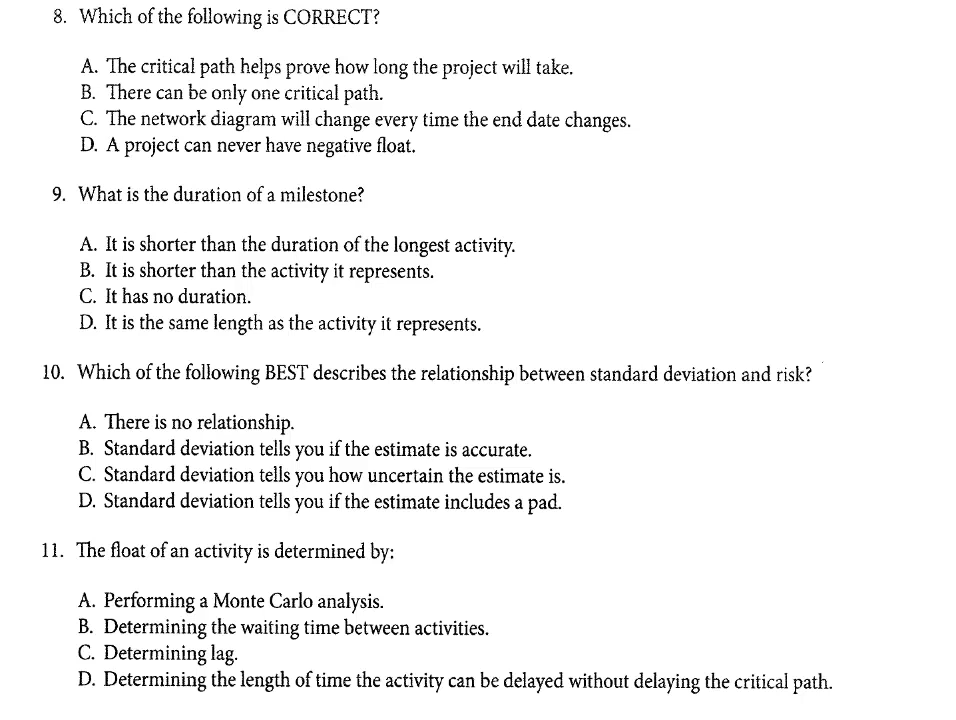 8. Which of the following is CORRECT?
A. The critical path helps prove how long the project will take.
B. There can be only one critical path.
C. The network diagram will change every time the end date changes.
D. A project can never have negative float.
9. What is the duration of a milestone?
A. It is shorter than the duration of the longest activity.
B. It is shorter than the activity it represents.
C. It has no duration.
D. It is the same length as the activity it represents.
10. Which of the following BEST describes the relationship between standard deviation and risk?
A. There is no relationship.
B. Standard deviation tells you if the estimate is accurate.
C. Standard deviation tells you how uncertain the estimate is.
D. Standard deviation tells you if the estimate includes a pad.
11. The float of an activity is determined by:
A. Performing a Monte Carlo analysis.
B. Determining the waiting time between activities.
C. Determining lag.
D. Determining the length of time the activity can be delayed without delaying the critical path.